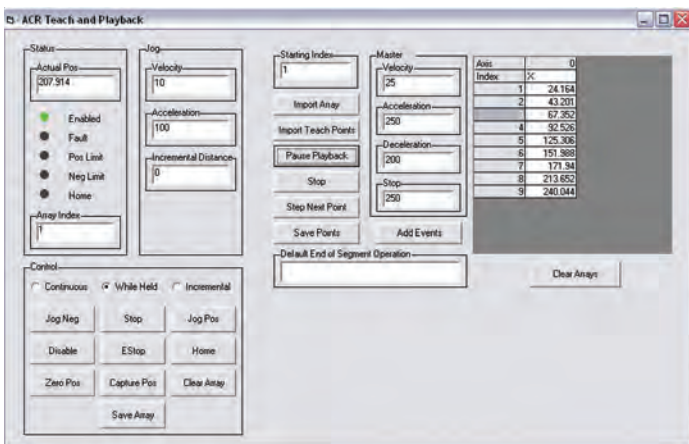 ACR Teach and Playback
Status
Actual Pos
207.914
Enabled
Fault
Pos Limit
Neg Limit
Home
Array Index
1
Jog
Velocity
10
Acceleration
100
Incremental Distance
0
Starting Index
1
Import Array
Import Teach Points
Pause Playback
Stop
Step Next Point
Save Points
Master
Velocity
25
Acceleration
250
Deceleration
200
Stop
250
Add Events
Default End of Segment Operation
Axis 0
Index X
1 24.164
2 43.201
67.352
4 92.526
5 125.306
6 151.988
7 171.94
8 213.652
9 240.044
Clear Arrays
Control
Continuous While Held Incremental
Jog Neg Stop Jog Pos
Disable EStop Home
Zero Pos Capture Pos Clear Array
Save Array